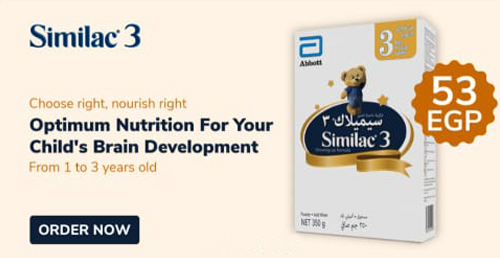 Similac 3
Choose right, nourish right
Optimum Nutrition For Your
Child's Brain Development
From 1 to 3 years old
ORDER NOW
3
Abbott
سيميلاك ٣
Similac 3
NET 350 g
53
EGP